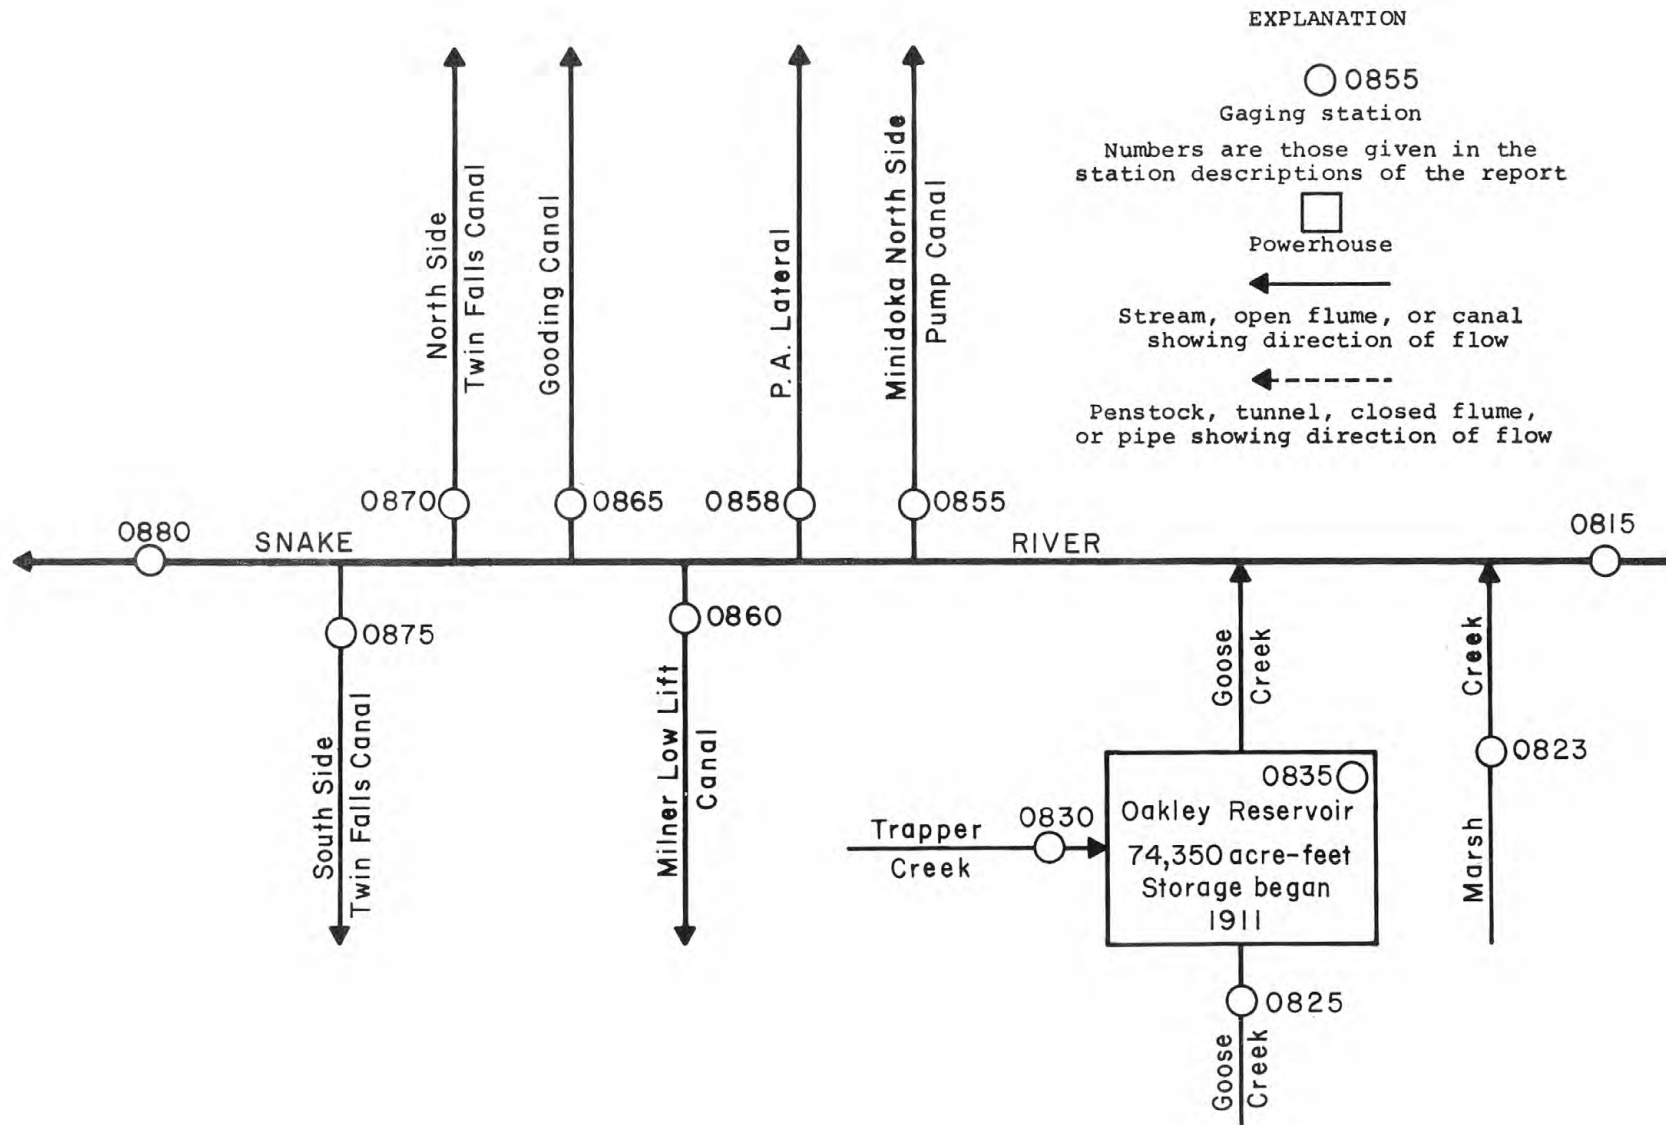 EXPLANATION
0855
Gaging station
Numbers are those given in the
station descriptions of the report
Powerhouse
Stream, open flume, or canal
showing direction of flow
Penstock, tunnel, closed flume,
or pipe showing direction of flow
North Side
Twin Falls Canal
Gooding Canal
P.A. Lateral
Minidoka North Side
Pump Canal
0870
0865
0858
0855
0815
0880
SNAKE
RIVER
0875
0860
South Side
Twin Falls Canal
Milner Low Lift
Canal
Goose
Creek
Marsh
Creek
0823
0835
Oakley Reservoir
74,350 acre-feet
Storage began
1911
Trapper
Creek
0830
0825
Goose
Creek